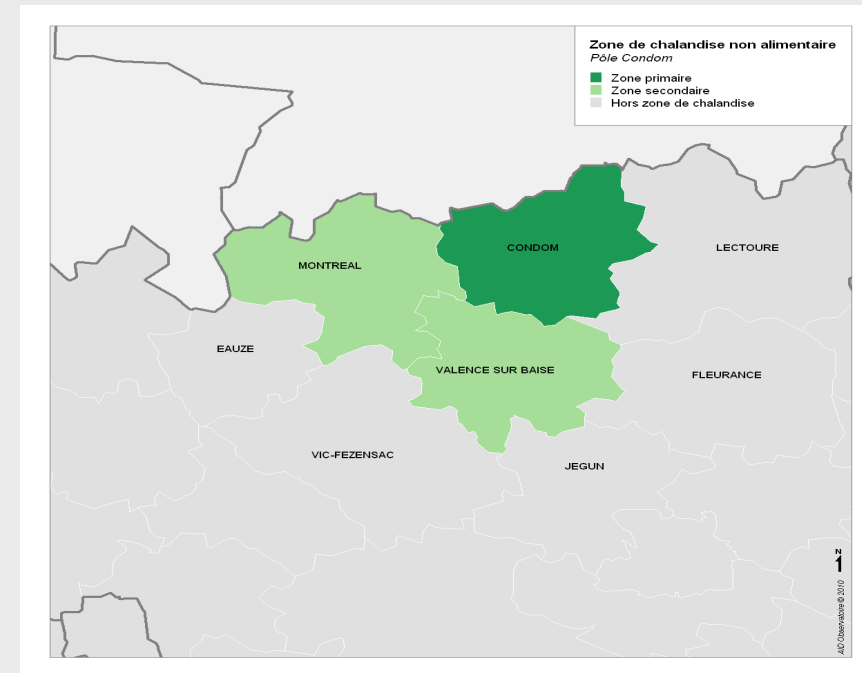 Zone de chalandise non alimentaire
Pôle Condom
Zone primaire
Zone secondaire
Hors zone de chalandise
CONDOM
LECTOURE
MONTREAL
EAUZE
VALENCE SUR BAISE
FLEURANCE
VIC-FEZENSAC
JEGUN
N
AID Observatoire © 2010